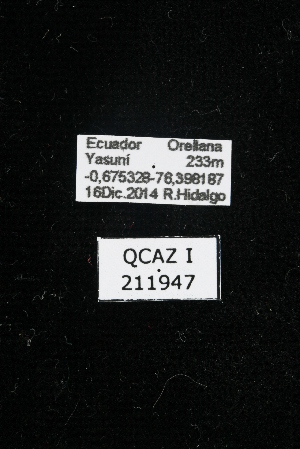 Ecuador Orellana
Yasuní 233m
-0,675328-76,398187
16Dic.2014 R.Hidalgo
QCAZ I
211947